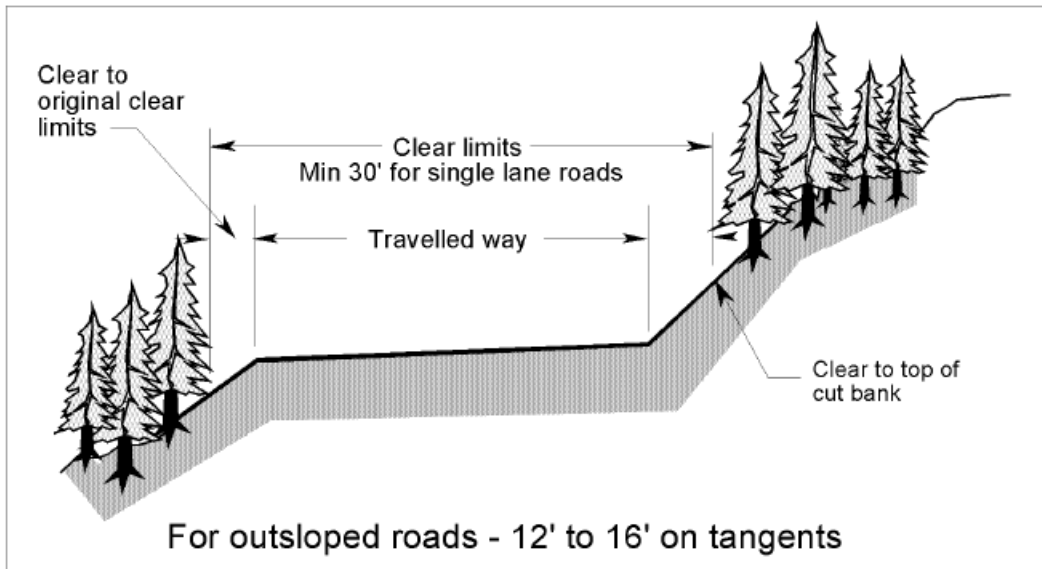 Clear to
original clear
limits
Clear limits
Min 30' for single lane roads
Travelled way
Clear to top of
cut bank
For outsloped roads - 12' to 16' on tangents